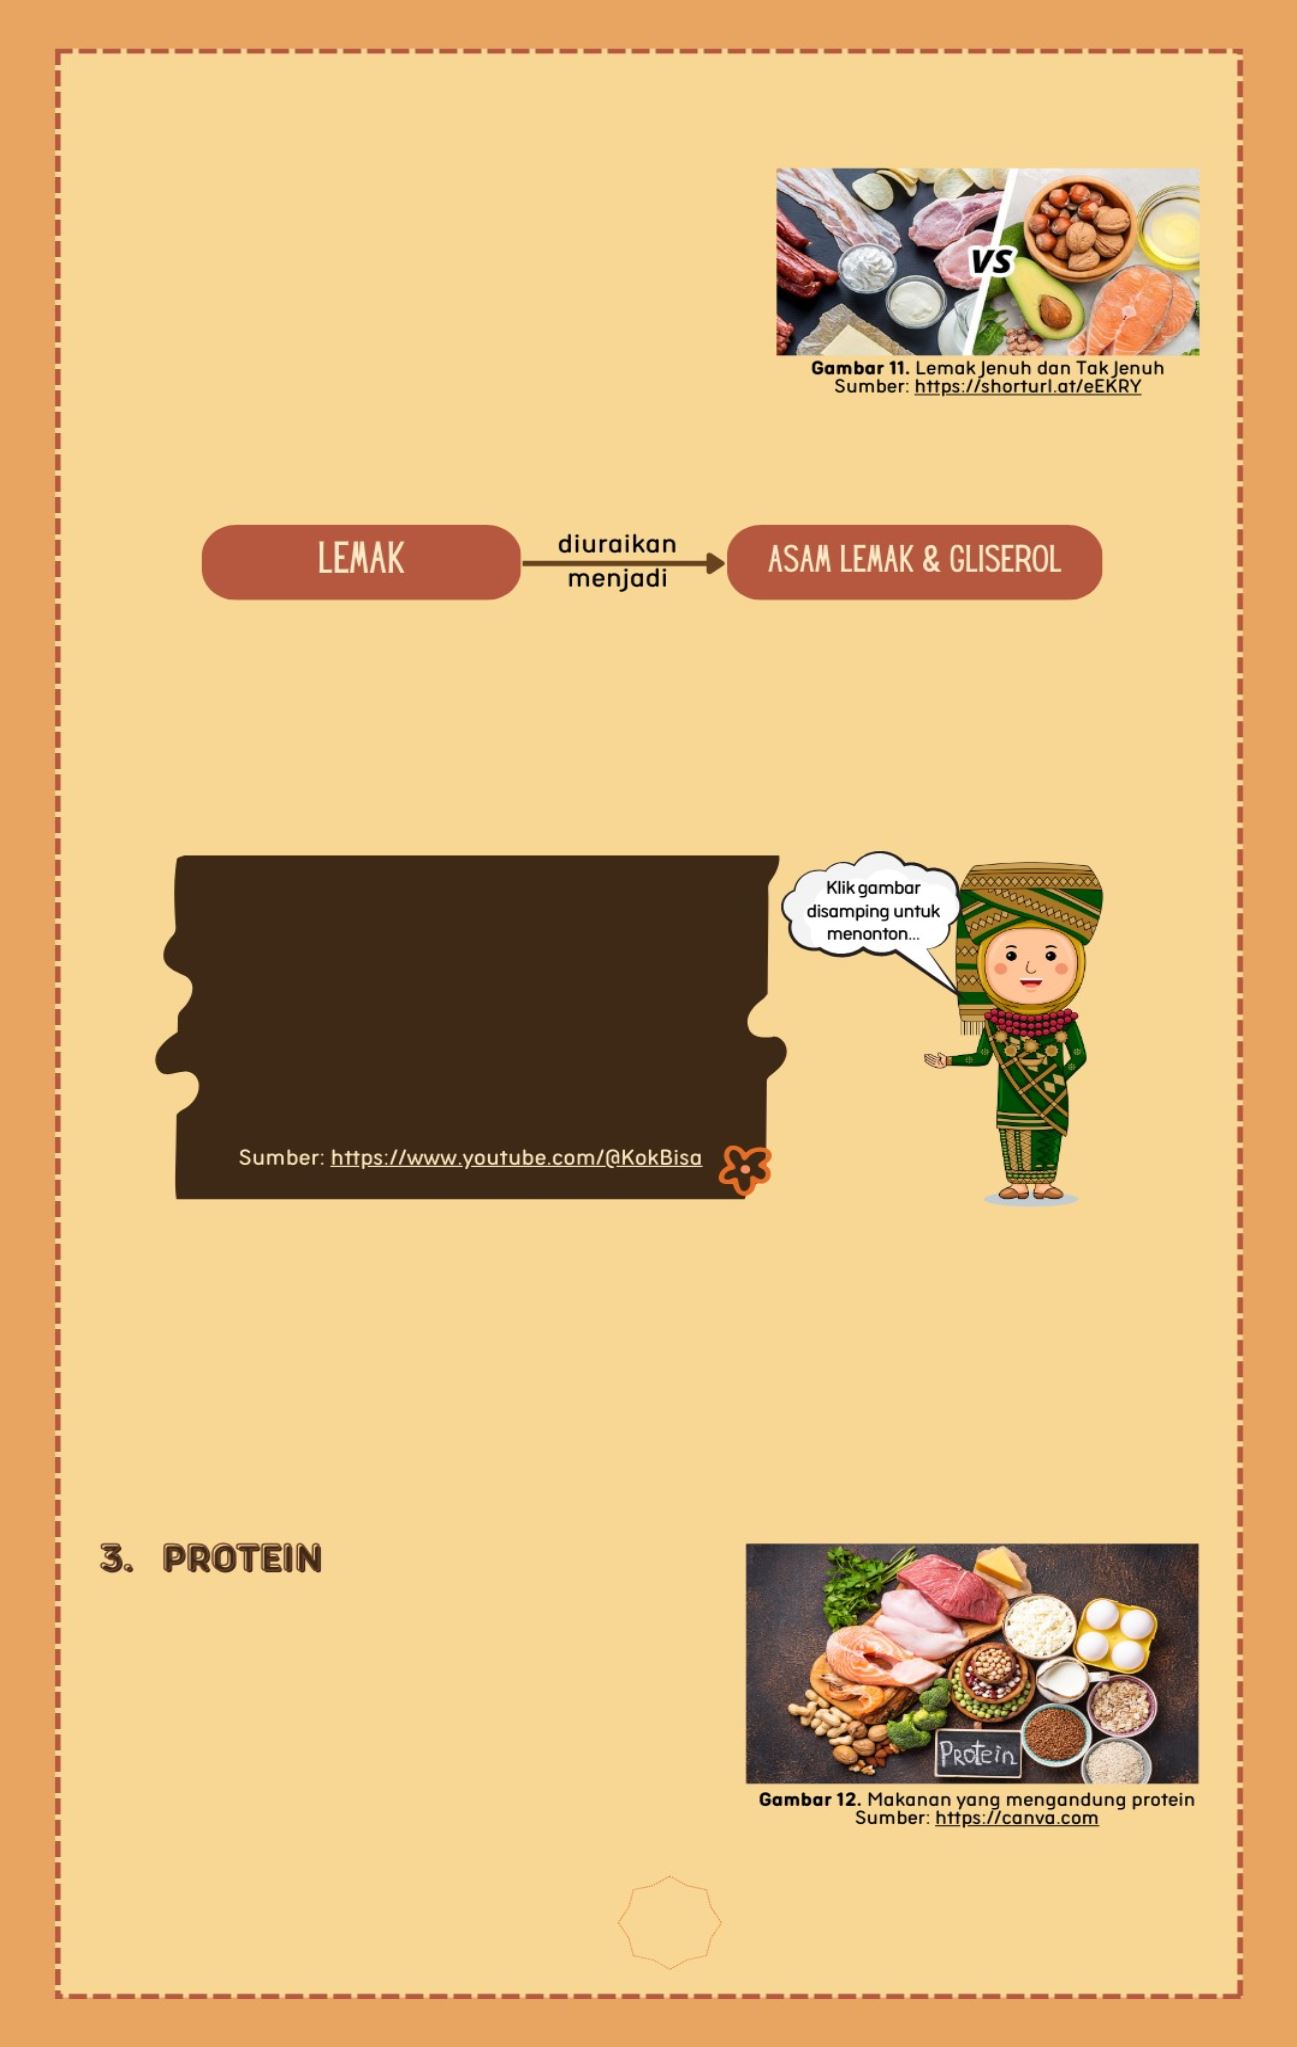 VS
Gambar 11. Lemak Jenuh dan Tak Jenuh
Sumber: https://shorturl.at/eEKRY
LEMAK
diuraikan
menjadi
ASAM LEMAK & GLISEROL
Klik gambar
disamping untuk
menonton...
Sumber: https://www.youtube.com/@KokBisa
3. PROTEIN
Protein
Gambar 12. Makanan yang mengandung protein
Sumber: https://canva.com